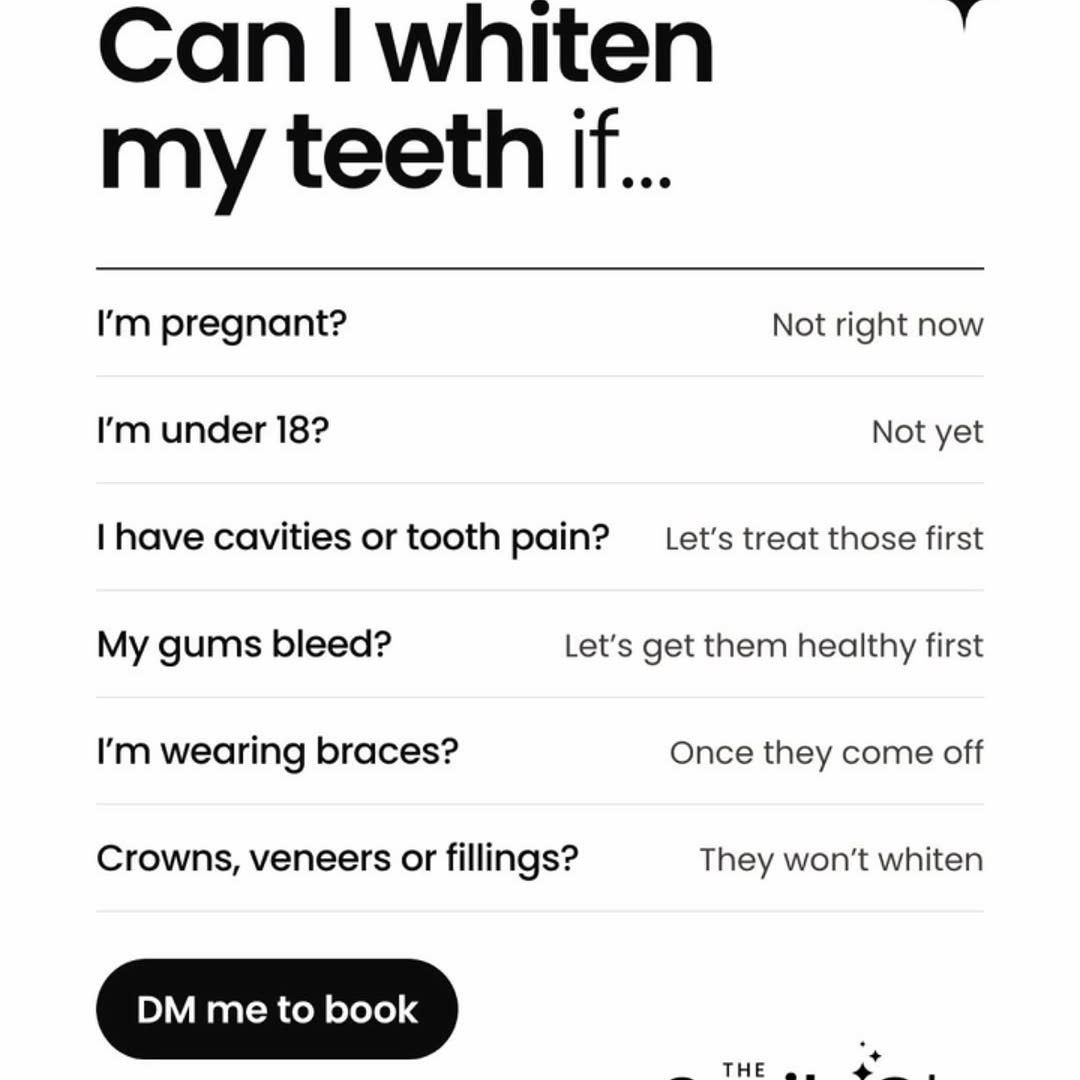 Can I whiten
my teeth if...
I’m pregnant? Not right now
I’m under 18? Not yet
I have cavities or tooth pain? Let’s treat those first
My gums bleed? Let’s get them healthy first
I’m wearing braces? Once they come off
Crowns, veneers or fillings? They won’t whiten
DM me to book
THE